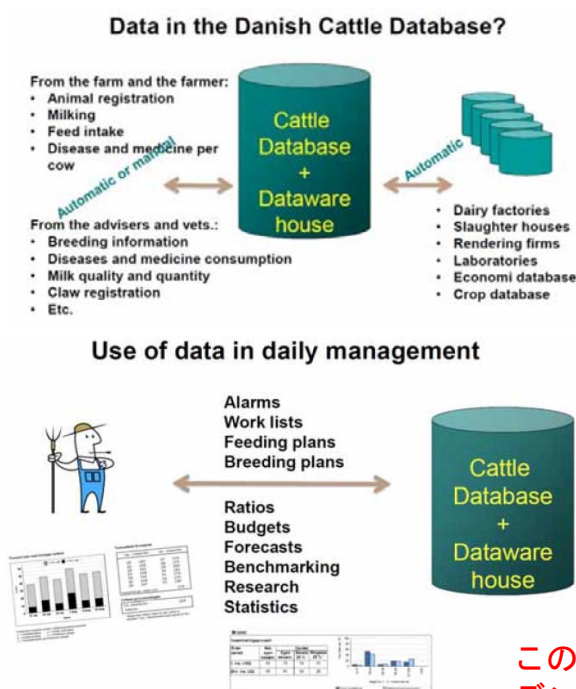 Data in the Danish Cattle Database?
From the farm and the farmer:
• Animal registration
• Milking
• Feed intake
• Disease and medicine per
cow
Automatic or manual
From the advisers and vets.:
• Breeding information
• Diseases and medicine consumption
• Milk quality and quantity
• Claw registration
• Etc.
Cattle
Database
+
Dataware
house
Automatic
• Dairy factories
• Slaughter houses
• Rendering firms
• Laboratories
• Economi database
• Crop database
Use of data in daily management
Alarms
Work lists
Feeding plans
Breeding plans
Ratios
Budgets
Forecasts
Benchmarking
Research
Statistics
Cattle
Database
+
Dataware
house
この